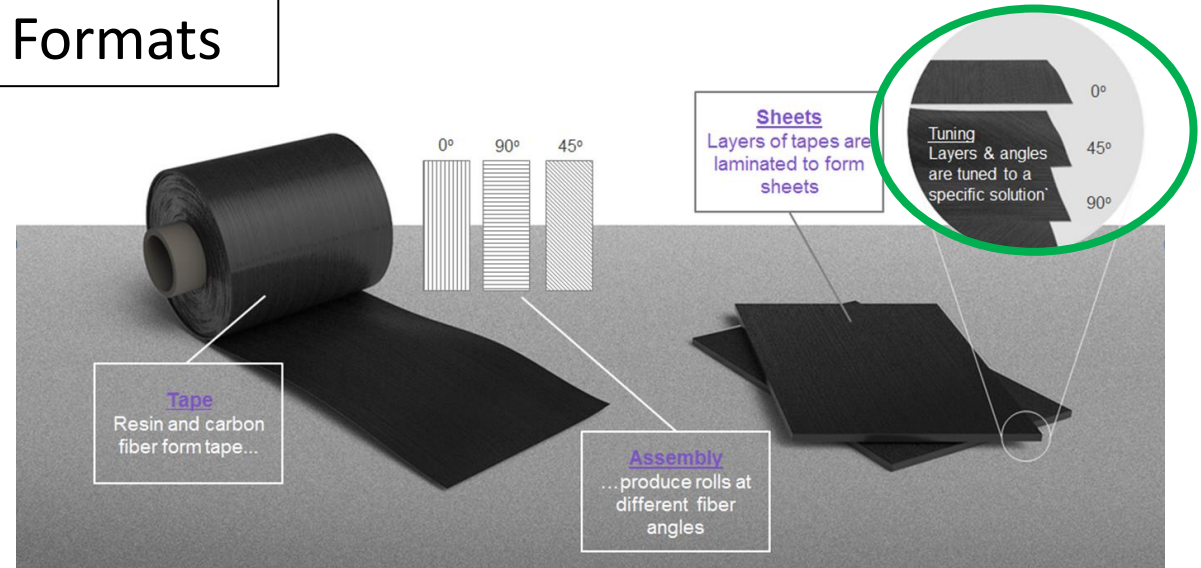 Formats
0º
90º
45º
Tape
Resin and carbon
fiber form tape...
Assembly
...produce rolls at
different fiber
angles
Sheets
Layers of tapes are
laminated to form
sheets
Tuning
Layers & angles
are tuned to a
specific solution`
0º
45º
90º